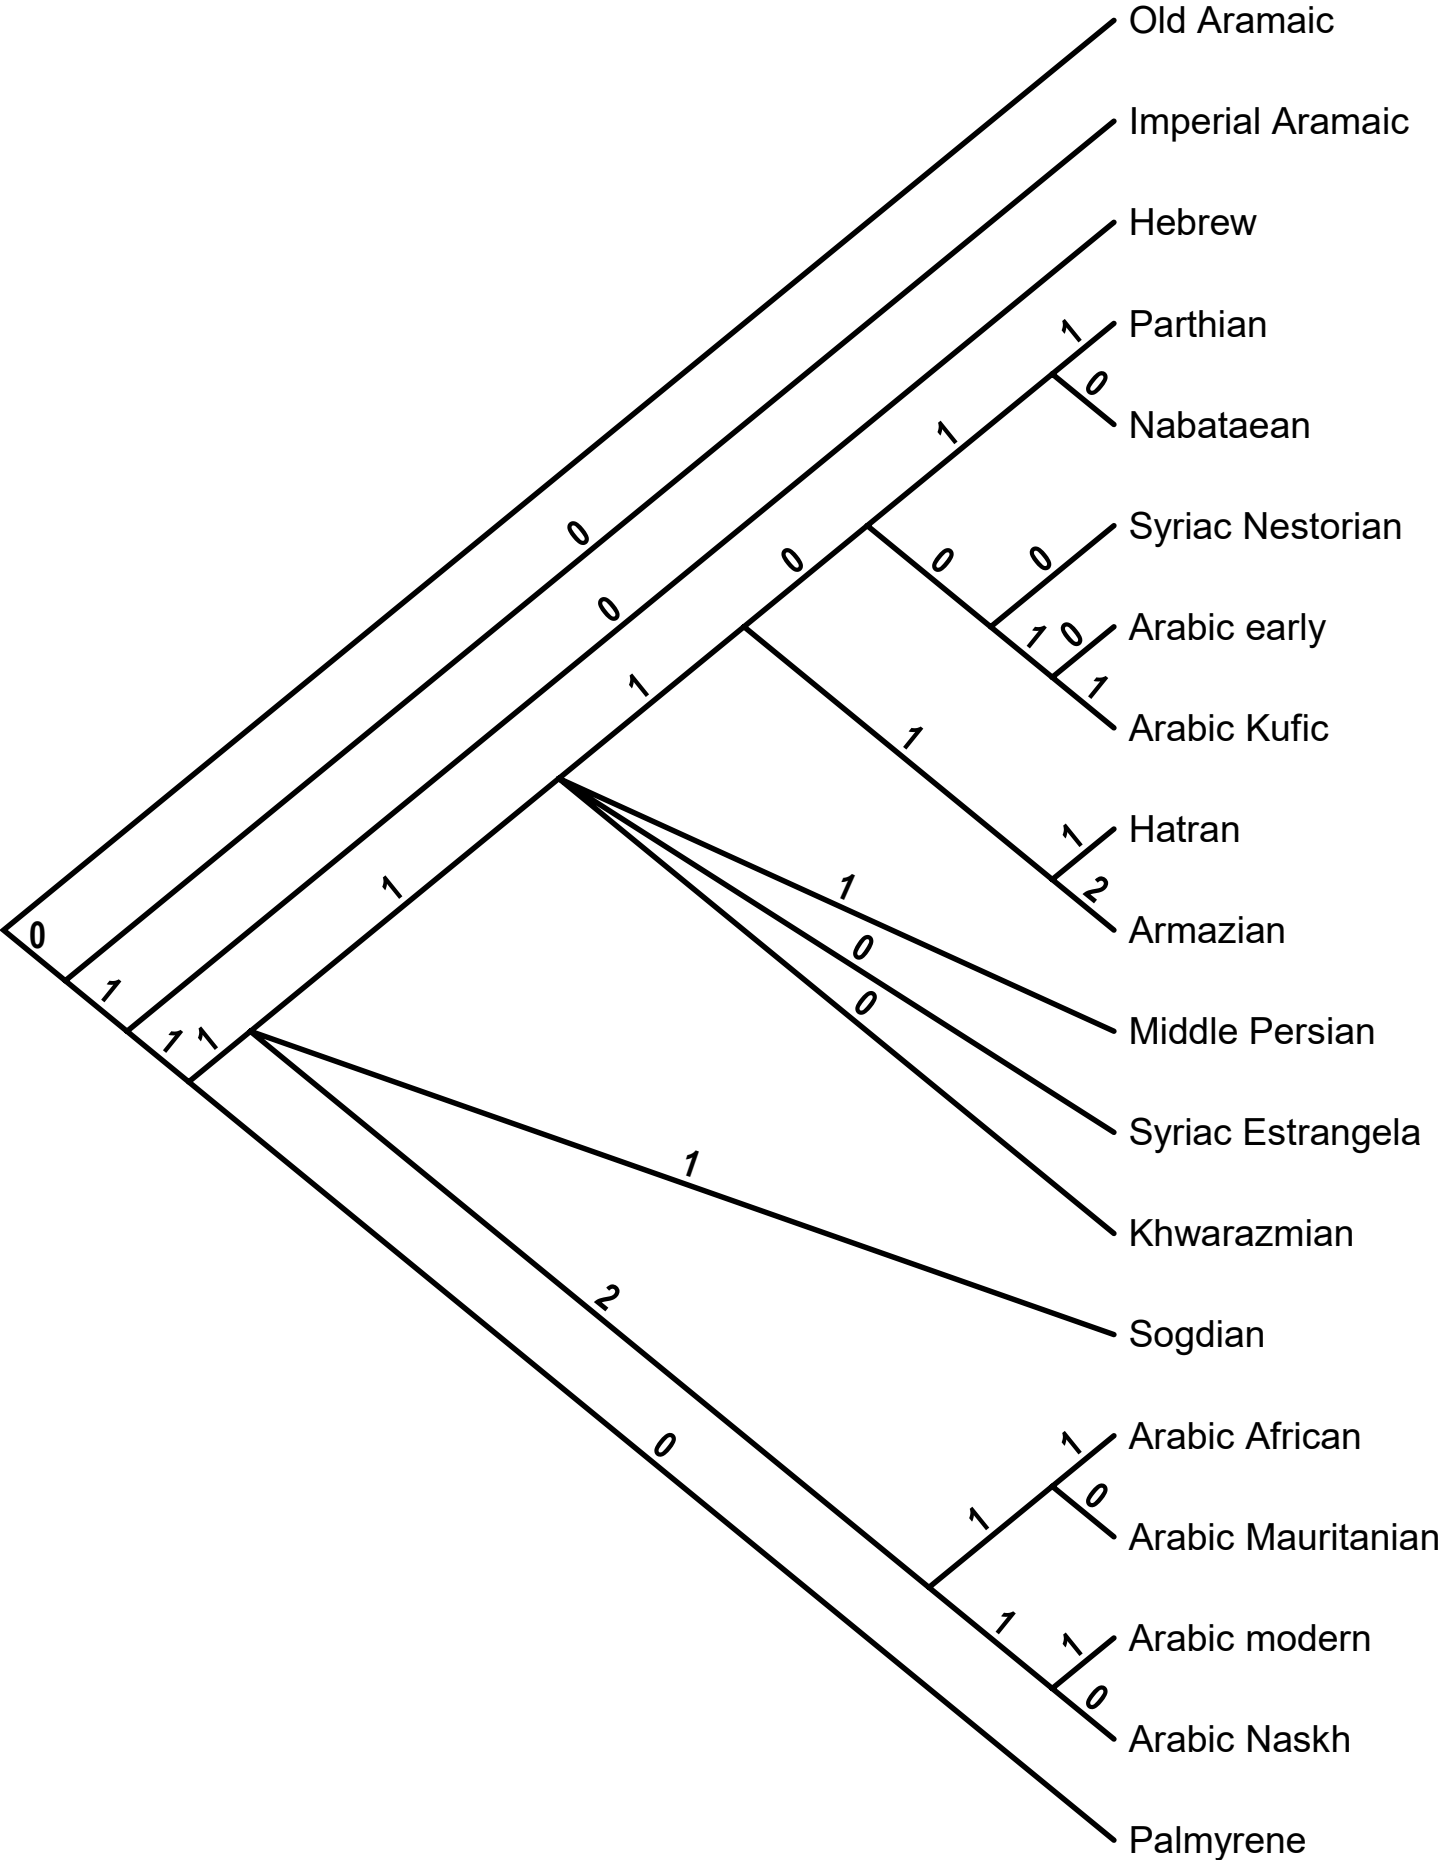 Old Aramaic
Imperial Aramaic
Hebrew
1
Parthian
0
Nabataean
1
0
Syriac Nestorian
0
0
0
0
Arabic early
0
1
0
1
1
Arabic Kufic
1
1
Hatran
1
2
1
1
Armazian
0
0
0
1
Middle Persian
1
1
Syriac Estrangela
1
Khwarazmian
2
Sogdian
0
1
Arabic African
1
0
Arabic Mauritanian
1
1
Arabic modern
0
Arabic Naskh
Palmyrene